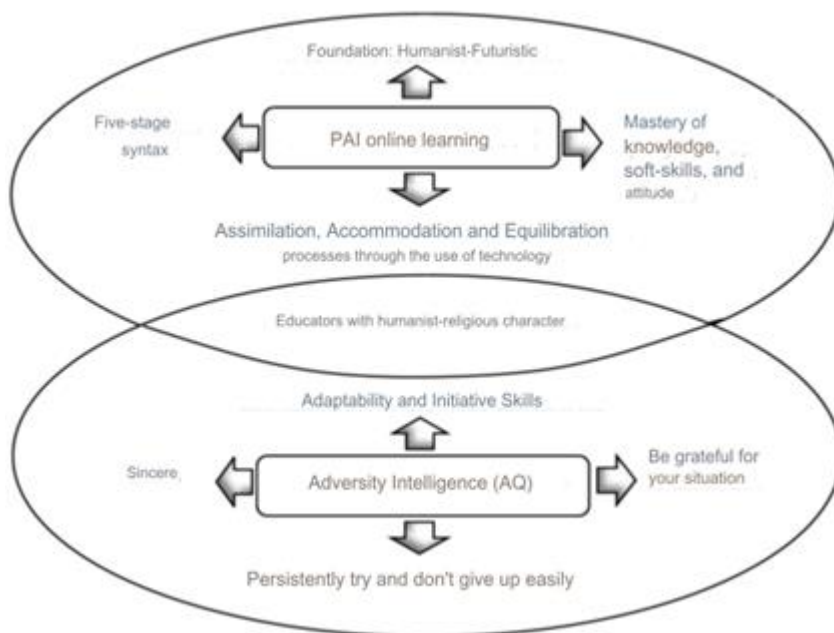 Foundation: Humanist-Futuristic
Five-stage
syntax
PAI online learning
Mastery of
knowledge,
soft-skills, and
attitude
Assimilation, Accommodation and Equilibration
processes through the use of technology
Educators with humanist-religious character
Adaptability and Initiative Skills
Sincere
Adversity Intelligence (AQ)
Be grateful for
your situation
Persistently try and don't give up easily